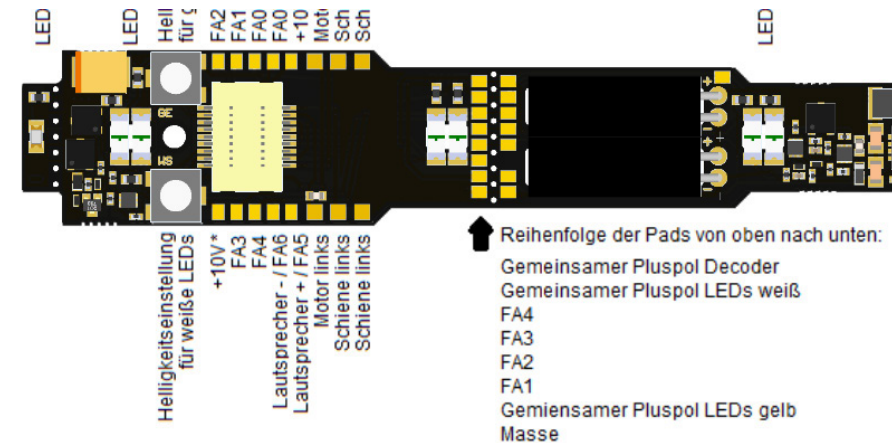 LED
LED
Hell
für g
FA2
FA1
FA0
FA0
+10
Moto
Sch
Sch
LED
GE
WS
+
-
+
-
Helligkeitseinstellung
für weiße LEDs
+10V*
FA3
FA4
Lautsprecher - / FA6
Lautsprecher + / FA5
Motor links
Schiene links
Schiene links
Reihenfolge der Pads von oben nach unten:
Gemeinsamer Pluspol Decoder
Gemeinsamer Pluspol LEDs weiß
FA4
FA3
FA2
FA1
Gemiensamer Pluspol LEDs gelb
Masse